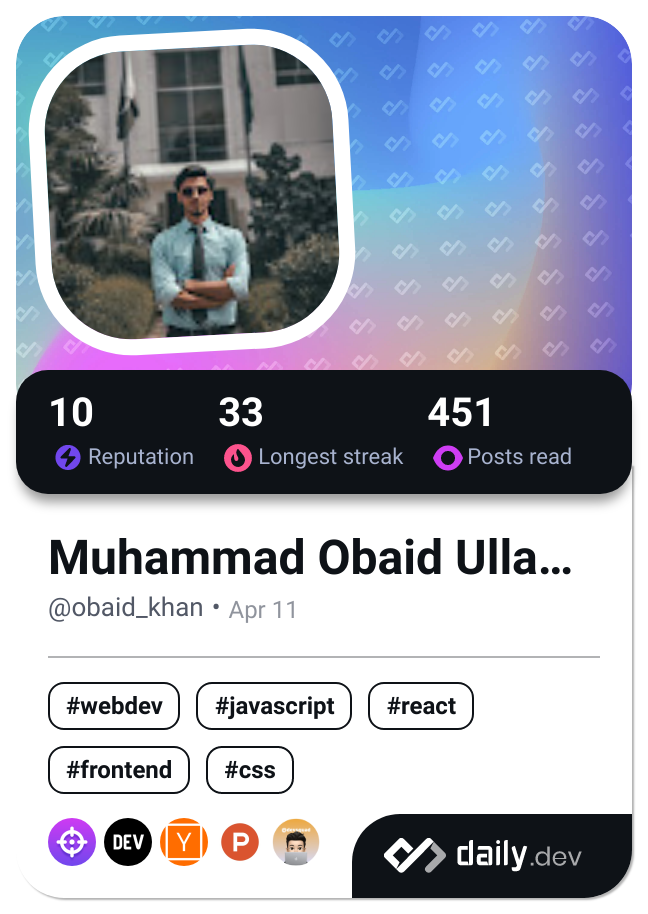 10 33 451
Reputation Longest streak Posts read
Muhammad Obaid Ulla...
@obaid_khan • Apr 11
#webdev #javascript #react
#frontend #css
DEV Y P
daily.dev